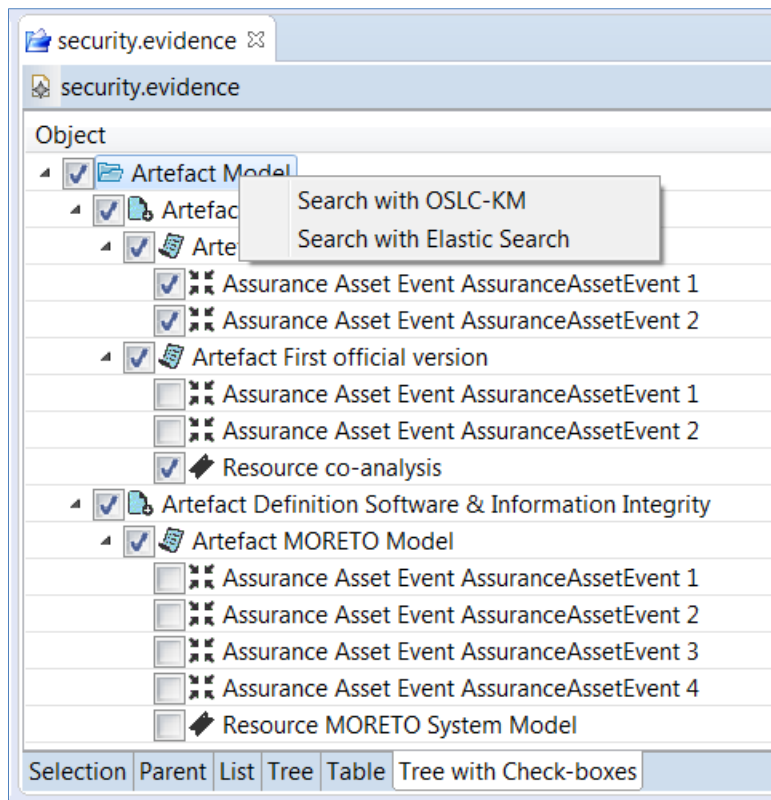 security.evidence
security.evidence
Object
Artefact Model
Search with OSLC-KM
Search with Elastic Search
Assurance Asset Event AssuranceAssetEvent 1
Assurance Asset Event AssuranceAssetEvent 2
Artefact First official version
Assurance Asset Event AssuranceAssetEvent 1
Assurance Asset Event AssuranceAssetEvent 2
Resource co-analysis
Artefact Definition Software & Information Integrity
Artefact MORETO Model
Assurance Asset Event AssuranceAssetEvent 1
Assurance Asset Event AssuranceAssetEvent 2
Assurance Asset Event AssuranceAssetEvent 3
Assurance Asset Event AssuranceAssetEvent 4
Resource MORETO System Model
Selection Parent List Tree Table Tree with Check-boxes